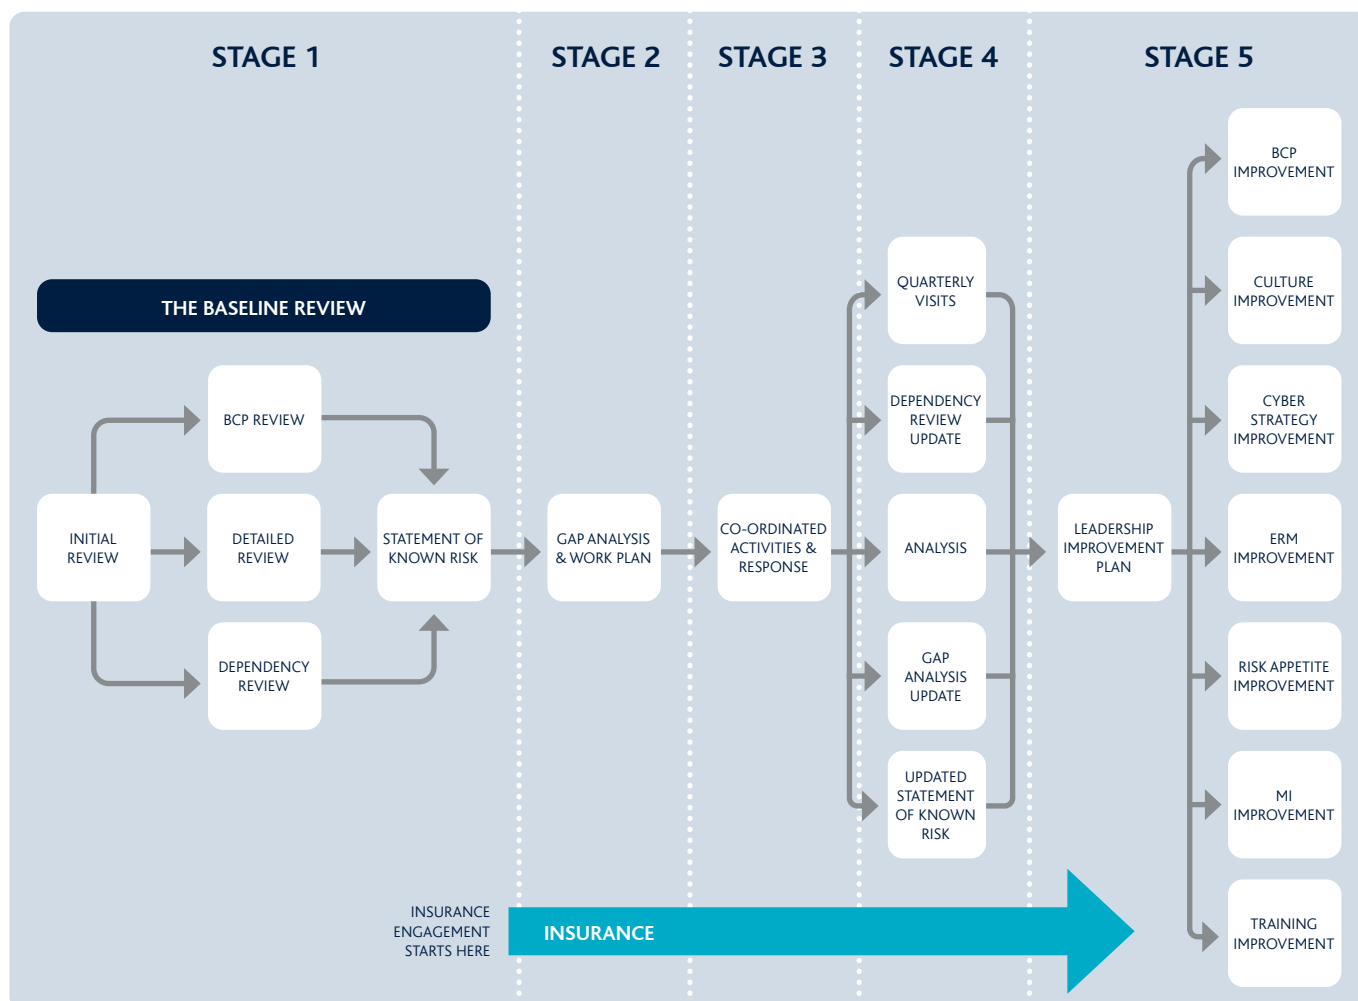 STAGE 1
STAGE 2
STAGE 3
STAGE 4
STAGE 5
THE BASELINE REVIEW
INITIAL
REVIEW
BCP REVIEW
DETAILED
REVIEW
DEPENDENCY
REVIEW
STATEMENT OF
KNOWN RISK
GAP ANALYSIS
& WORK PLAN
CO-ORDINATED
ACTIVITIES &
RESPONSE
QUARTERLY
VISITS
DEPENDENCY
REVIEW
UPDATE
ANALYSIS
GAP
ANALYSIS
UPDATE
UPDATED
STATEMENT
OF KNOWN
RISK
LEADERSHIP
IMPROVEMENT
PLAN
BCP
IMPROVEMENT
CULTURE
IMPROVEMENT
CYBER
STRATEGY
IMPROVEMENT
ERM
IMPROVEMENT
RISK APPETITE
IMPROVEMENT
MI
IMPROVEMENT
TRAINING
IMPROVEMENT
INSURANCE
ENGAGEMENT
STARTS HERE
INSURANCE